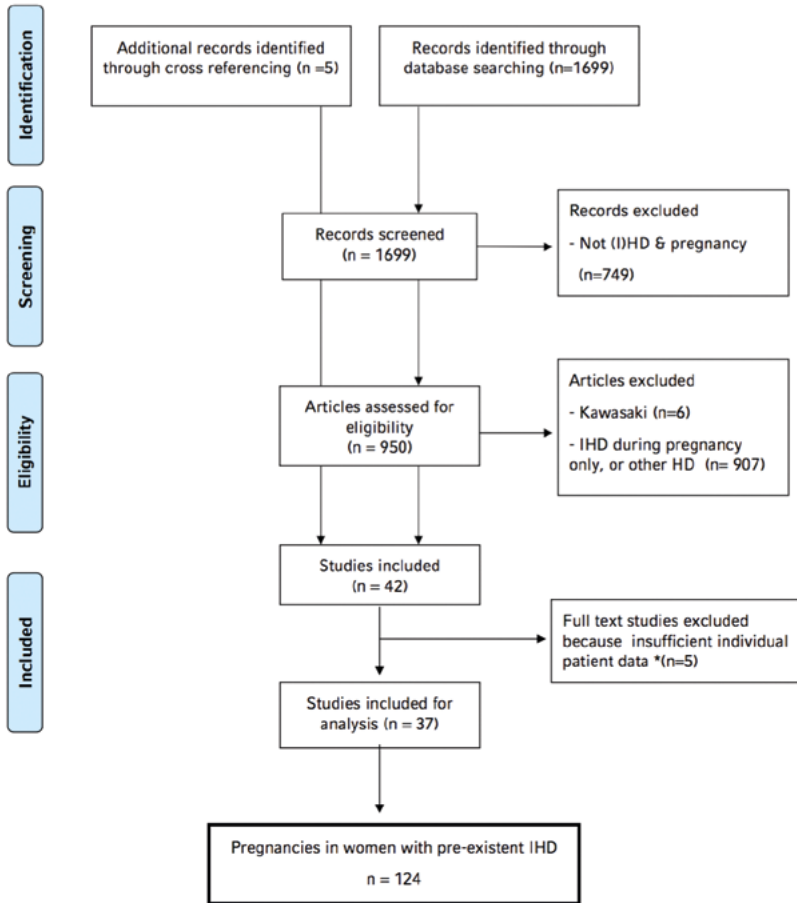 Identification
Additional records identified
through cross referencing (n =5)
Records identified through
database searching (n=1699)
Screening
Records screened
(n = 1699)
Records excluded
- Not (I)HD & pregnancy
(n=749)
Eligibility
Articles assessed for
eligibility
(n = 950)
Articles excluded
- Kawasaki (n=6)
- IHD during pregnancy
only, or other HD (n= 907)
Included
Studies included
(n = 42)
Full text studies excluded
because insufficient individual
patient data *(n=5)
Studies included for
analysis (n = 37)
Pregnancies in women with pre-existent IHD
n = 124